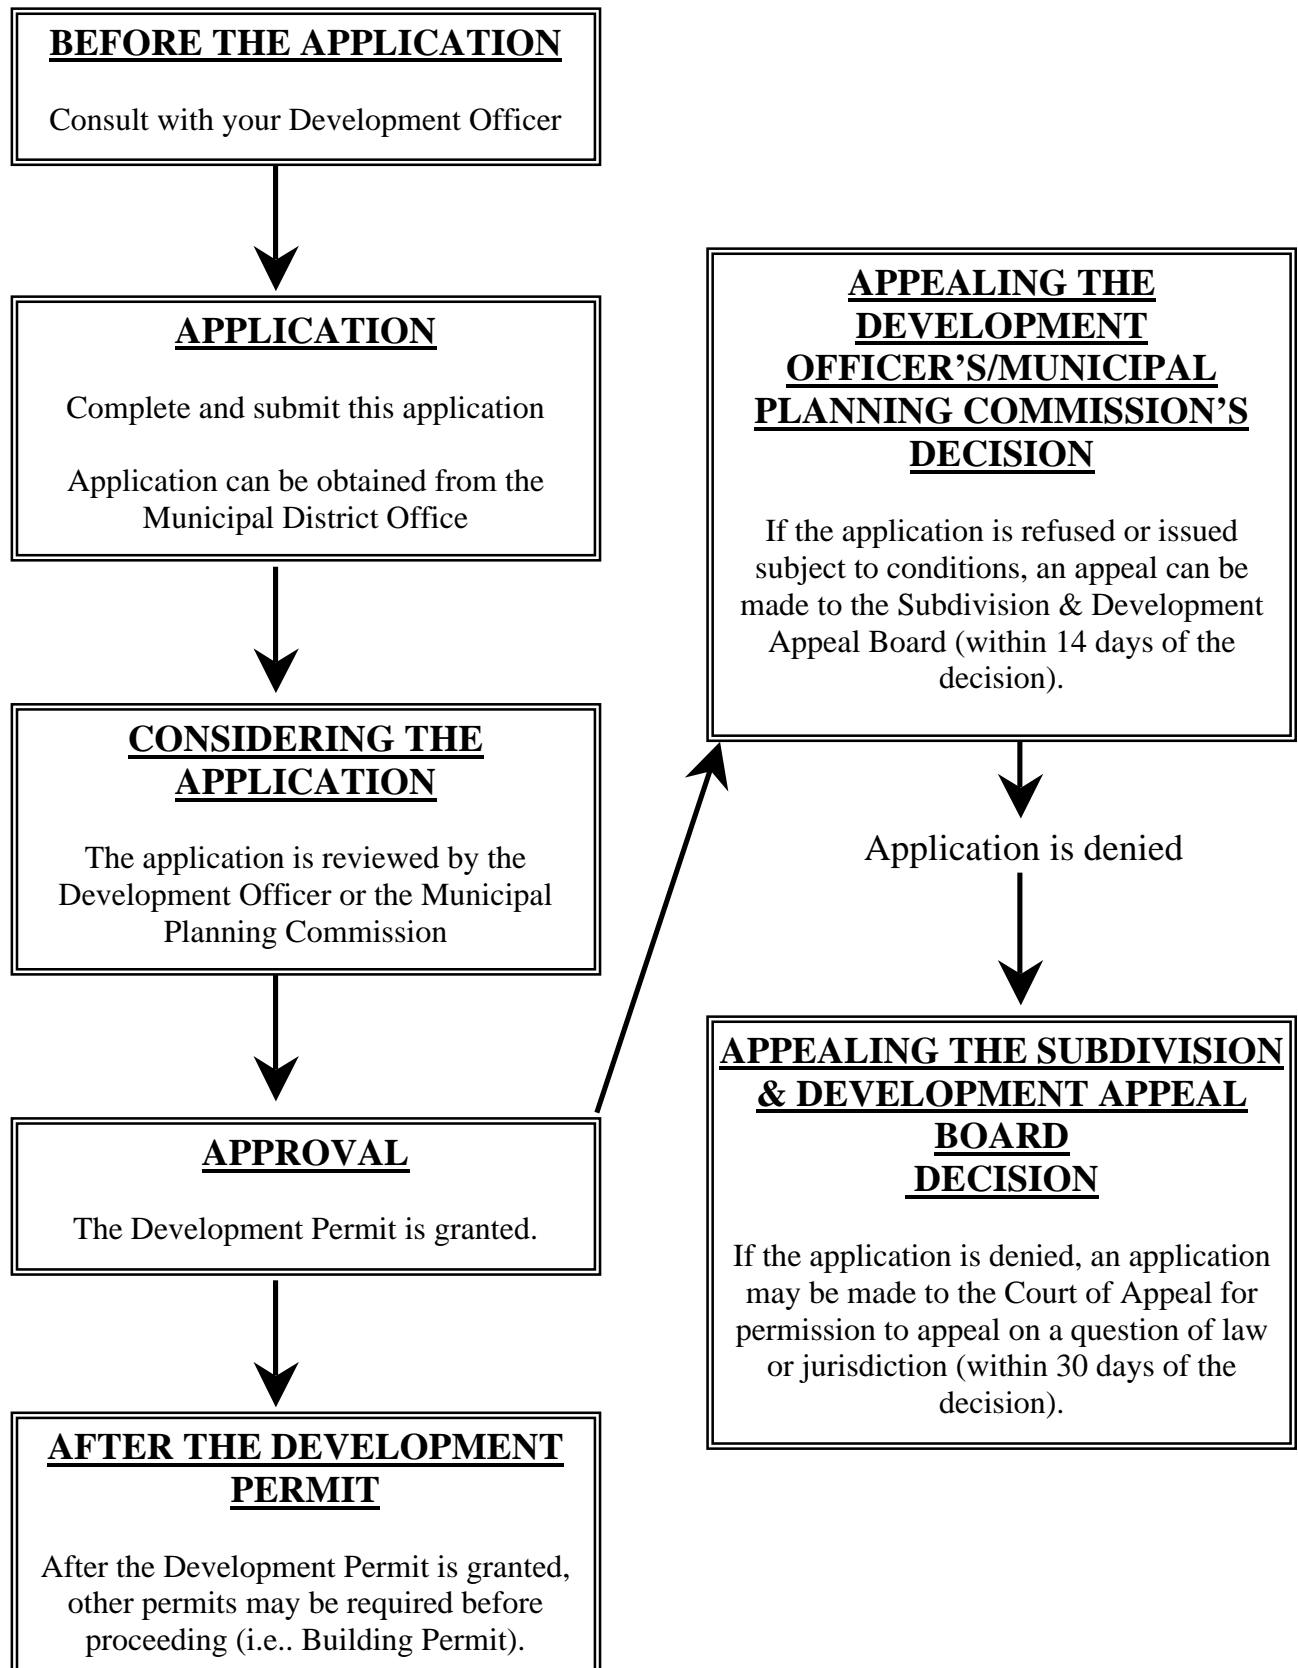 BEFORE THE APPLICATION
Consult with your Development Officer
APPLICATION
Complete and submit this application
Application can be obtained from the
Municipal District Office
CONSIDERING THE
APPLICATION
The application is reviewed by the
Development Officer or the Municipal
Planning Commission
APPROVAL
The Development Permit is granted.
AFTER THE DEVELOPMENT
PERMIT
After the Development Permit is granted,
other permits may be required before
proceeding (i.e.. Building Permit).
APPEALING THE
DEVELOPMENT
OFFICER’S/MUNICIPAL
PLANNING COMMISSION’S
DECISION
If the application is refused or issued
subject to conditions, an appeal can be
made to the Subdivision & Development
Appeal Board (within 14 days of the
decision).
Application is denied
APPEALING THE SUBDIVISION
& DEVELOPMENT APPEAL
BOARD
DECISION
If the application is denied, an application
may be made to the Court of Appeal for
permission to appeal on a question of law
or jurisdiction (within 30 days of the
decision).